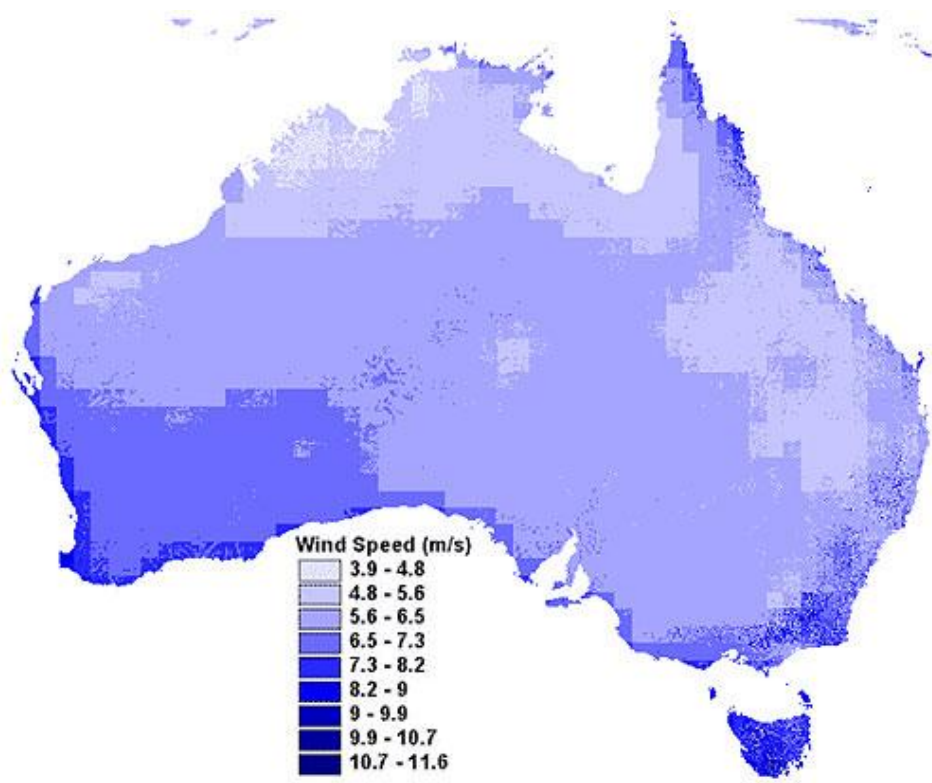 Wind Speed (m/s)
3.9 - 4.8
4.8 - 5.6
5.6 - 6.5
6.5 - 7.3
7.3 - 8.2
8.2 - 9
9 - 9.9
9.9 - 10.7
10.7 - 11.6